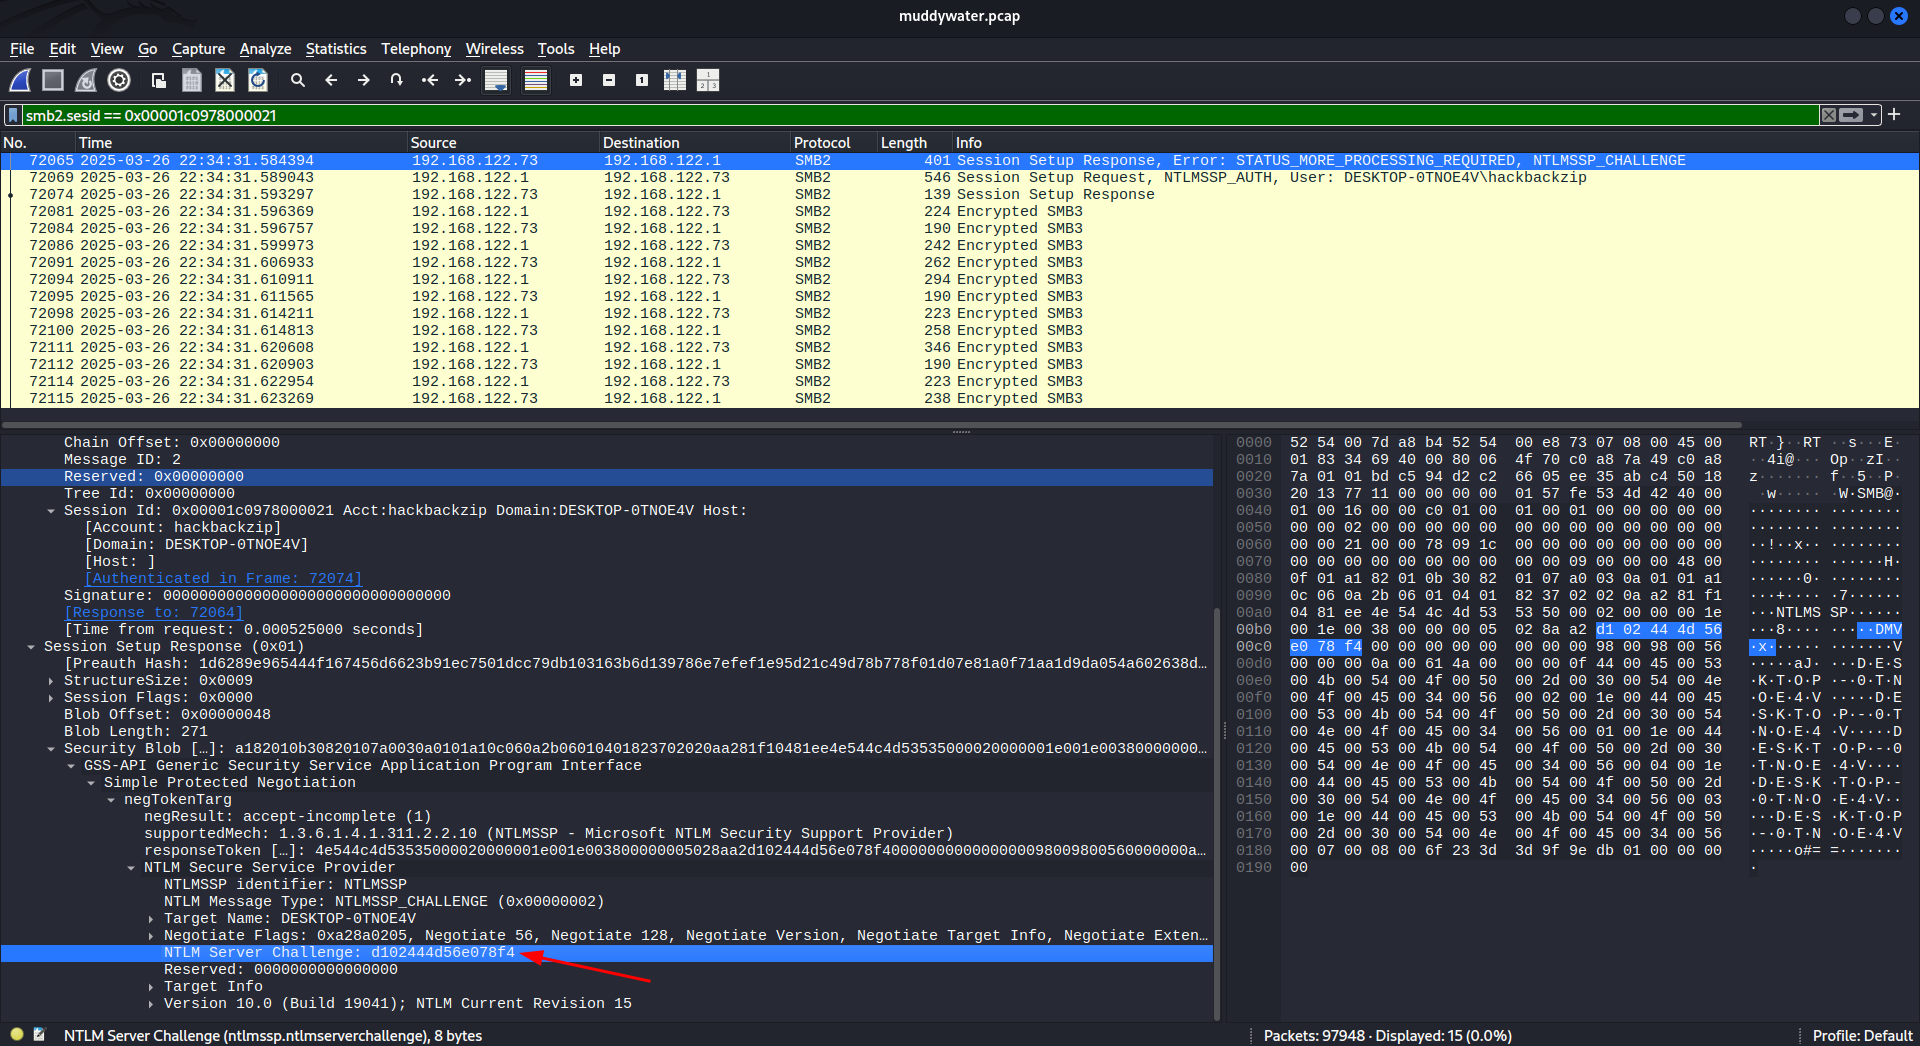 muddywater.pcap
File Edit View Go Capture Analyze Statistics Telephony Wireless Tools Help
smb2.sesid == 0x00001c0978000021
No. Time Source Destination Protocol Length Info
72065 2025-03-26 22:34:31.584394 192.168.122.73 192.168.122.1 SMB2 401 Session Setup Response, Error: STATUS_MORE_PROCESSING_REQUIRED, NTLMSSP_CHALLENGE
72069 2025-03-26 22:34:31.589043 192.168.122.1 192.168.122.73 SMB2 546 Session Setup Request, NTLMSSP_AUTH, User: DESKTOP-0TNOE4V\hackbackzip
72074 2025-03-26 22:34:31.593297 192.168.122.73 192.168.122.1 SMB2 139 Session Setup Response
72081 2025-03-26 22:34:31.596369 192.168.122.1 192.168.122.73 SMB2 224 Encrypted SMB3
72084 2025-03-26 22:34:31.596757 192.168.122.73 192.168.122.1 SMB2 190 Encrypted SMB3
72086 2025-03-26 22:34:31.599973 192.168.122.1 192.168.122.73 SMB2 242 Encrypted SMB3
72091 2025-03-26 22:34:31.606933 192.168.122.73 192.168.122.1 SMB2 262 Encrypted SMB3
72094 2025-03-26 22:34:31.610911 192.168.122.1 192.168.122.73 SMB2 294 Encrypted SMB3
72095 2025-03-26 22:34:31.611565 192.168.122.73 192.168.122.1 SMB2 190 Encrypted SMB3
72098 2025-03-26 22:34:31.614211 192.168.122.1 192.168.122.73 SMB2 223 Encrypted SMB3
72100 2025-03-26 22:34:31.614813 192.168.122.73 192.168.122.1 SMB2 258 Encrypted SMB3
72111 2025-03-26 22:34:31.620608 192.168.122.1 192.168.122.73 SMB2 346 Encrypted SMB3
72112 2025-03-26 22:34:31.620903 192.168.122.73 192.168.122.1 SMB2 190 Encrypted SMB3
72114 2025-03-26 22:34:31.622954 192.168.122.1 192.168.122.73 SMB2 223 Encrypted SMB3
72115 2025-03-26 22:34:31.623269 192.168.122.73 192.168.122.1 SMB2 238 Encrypted SMB3
Chain Offset: 0x00000000
Message ID: 2
Reserved: 0x00000000
Tree Id: 0x00000000
Session Id: 0x00001c0978000021 Acct:hackbackzip Domain:DESKTOP-0TNOE4V Host:
[Account: hackbackzip]
[Domain: DESKTOP-0TNOE4V]
[Host: ]
[Authenticated in Frame: 72074]
Signature: 00000000000000000000000000000000
[Response to: 72064]
[Time from request: 0.000525000 seconds]
Session Setup Response (0x01)
[Preauth Hash: 1d6289e965444f167456d6623b91ec7501dcc79db103163b6d139786e7efef1e95d21c49d78b778f01d07e81a0f71aa1d9da054a602638d…
StructureSize: 0x0009
Session Flags: 0x0000
Blob Offset: 0x00000048
Blob Length: 271
Security Blob […]: a182010b30820107a0030a0101a10c060a2b06010401823702020aa281f10481ee4e544c4d53535000020000001e001e00380000000…
GSS-API Generic Security Service Application Program Interface
Simple Protected Negotiation
negTokenTarg
negResult: accept-incomplete (1)
supportedMech: 1.3.6.1.4.1.311.2.2.10 (NTLMSSP - Microsoft NTLM Security Support Provider)
responseToken […]: 4e544c4d53535000020000001e001e003800000005028aa2d102444d56e078f400000000000000009800980056000000​0a…
NTLM Secure Service Provider
NTLMSSP identifier: NTLMSSP
NTLM Message Type: NTLMSSP_CHALLENGE (0x00000002)
Target Name: DESKTOP-0TNOE4V
Negotiate Flags: 0xa28a0205, Negotiate 56, Negotiate 128, Negotiate Version, Negotiate Target Info, Negotiate Exten…
NTLM Server Challenge: d102444d56e078f4
Reserved: 0000000000000000
Target Info
Version 10.0 (Build 19041); NTLM Current Revision 15
0000 52 54 00 7d a8 b4 52 54 00 e8 73 07 08 00 45 00 RT·}··RT ··s···E·
0010 01 83 34 69 40 00 80 06 4f 70 c0 a8 7a 49 c0 a8 ··4i@··· Op··zI··
0020 7a 01 01 bd c5 94 d2 c2 66 05 ee 35 ab c4 50 18 z······· f··5··P·
0030 20 13 77 11 00 00 00 00 01 57 fe 53 4d 42 40 00 ·w····· ·W·SMB@·
0040 01 00 16 00 00 c0 01 00 01 00 01 00 00 00 00 00 ········ ········
0050 00 00 02 00 00 00 00 00 00 00 00 00 00 00 00 00 ········ ········
0060 00 00 21 00 00 78 09 1c 00 00 00 00 00 00 00 00 ··!··x·· ········
0070 00 00 00 00 00 00 00 00 00 00 09 00 00 00 48 00 ········ ······H·
0080 0f 01 a1 82 01 0b 30 82 01 07 a0 03 0a 01 01 a1 ······0· ········
0090 0c 06 0a 2b 06 01 04 01 82 37 02 02 0a a2 81 f1 ···+···· ·7······
00a0 04 81 ee 4e 54 4c 4d 53 53 50 00 02 00 00 00 1e ···NTLMS SP······
00b0 00 1e 00 38 00 00 00 05 02 8a a2 d1 02 44 4d 56 ···8···· ·····DMV
00c0 e0 78 f4 00 00 00 00 00 00 00 00 98 00 98 00 56 ·x······ ·······V
00d0 00 00 00 0a 00 61 4a 00 00 00 0f 44 00 45 00 53 ·····aJ· ···D·E·S
00e0 00 4b 00 54 00 4f 00 50 00 2d 00 30 00 54 00 4e ·K·T·O·P ·-·0·T·N
00f0 00 4f 00 45 00 34 00 56 00 02 00 1e 00 44 00 45 ·O·E·4·V ·····D·E
0100 00 53 00 4b 00 54 00 4f 00 50 00 2d 00 30 00 54 ·S·K·T·O ·P·-·0·T
0110 00 4e 00 4f 00 45 00 34 00 56 00 01 00 1e 00 44 ·N·O·E·4 ·V·····D
0120 00 45 00 53 00 4b 00 54 00 4f 00 50 00 2d 00 30 ·E·S·K·T ·O·P·-·0
0130 00 54 00 4e 00 4f 00 45 00 34 00 56 00 04 00 1e ·T·N·O·E ·4·V····
0140 00 44 00 45 00 53 00 4b 00 54 00 4f 00 50 00 2d ·D·E·S·K ·T·O·P·-
0150 00 30 00 54 00 4e 00 4f 00 45 00 34 00 56 00 03 ·0·T·N·O ·E·4·V··
0160 00 1e 00 44 00 45 00 53 00 4b 00 54 00 4f 00 50 ···D·E·S ·K·T·O·P
0170 00 2d 00 30 00 54 00 4e 00 4f 00 45 00 34 00 56 ·-·0·T·N ·O·E·4·V
0180 00 07 00 08 00 6f 23 3d 3d 9f 9e db 01 00 00 00 ·····o#= =·······
0190 00 ·
NTLM Server Challenge (ntlmssp.ntlmserverchallenge), 8 bytes
Packets: 97948 · Displayed: 15 (0.0%)
Profile: Default